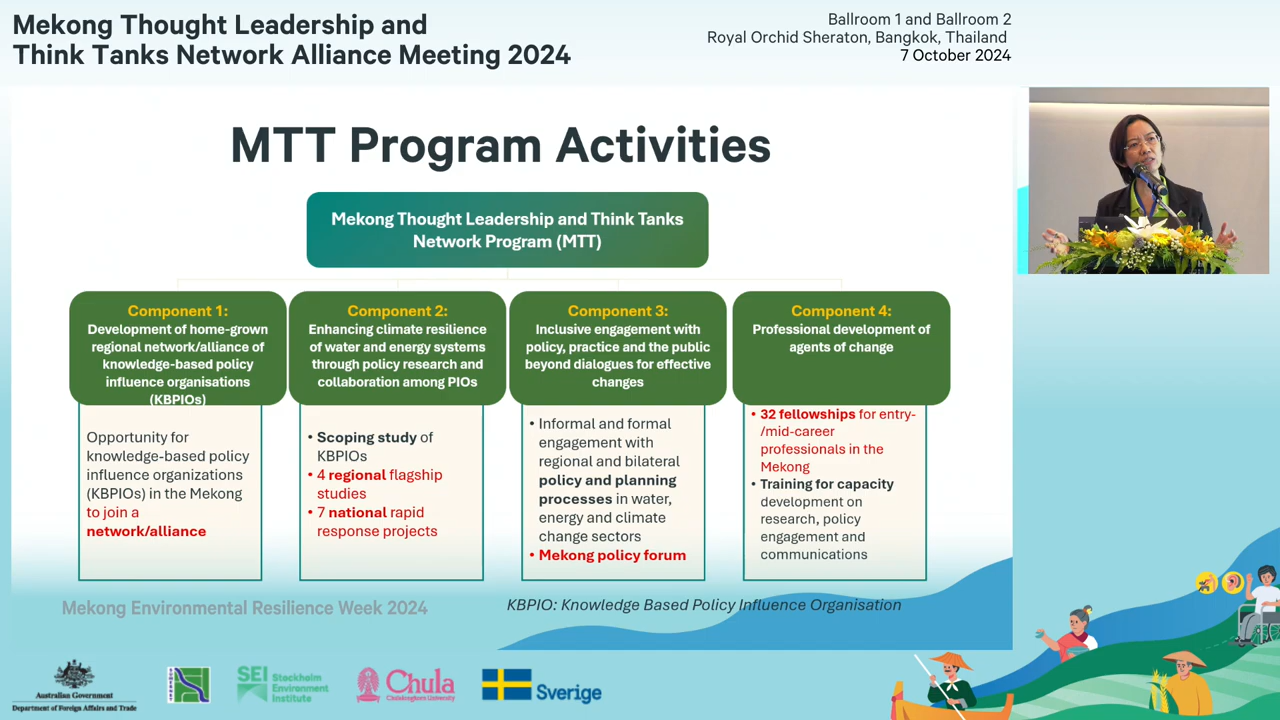 Mekong Thought Leadership and
Think Tanks Network Alliance Meeting 2024
Ballroom 1 and Ballroom 2
Royal Orchid Sheraton, Bangkok, Thailand
7 October 2024
MTT Program Activities
Mekong Thought Leadership and Think Tanks
Network Program (MTT)
Component 1:
Development of home-grown
regional network/alliance of
knowledge-based policy
influence organisations
(KBPIOs)
Opportunity for
knowledge-based policy
influence organizations
(KBPIOs) in the Mekong
to join a
network/alliance
Component 2:
Enhancing climate resilience
of water and energy systems
through policy research and
collaboration among PIOs
• Scoping study of
KBPIOs
• 4 regional flagship
studies
• 7 national rapid
response projects
Component 3:
Inclusive engagement with
policy, practice and the public
beyond dialogues for effective
changes
• Informal and formal
engagement with
regional and bilateral
policy and planning
processes in water,
energy and climate
change sectors
• Mekong policy forum
Component 4:
Professional development of
agents of change
• 32 fellowships for entry-
/mid-career
professionals in the
Mekong
• Training for capacity
development on
research, policy
engagement and
communications
Mekong Environmental Resilience Week 2024
KBPIO: Knowledge Based Policy Influence Organisation
Australian Government
Department of Foreign Affairs and Trade
SEI Stockholm
Environment
Institute
Chula
Chulalongkorn University
Sverige